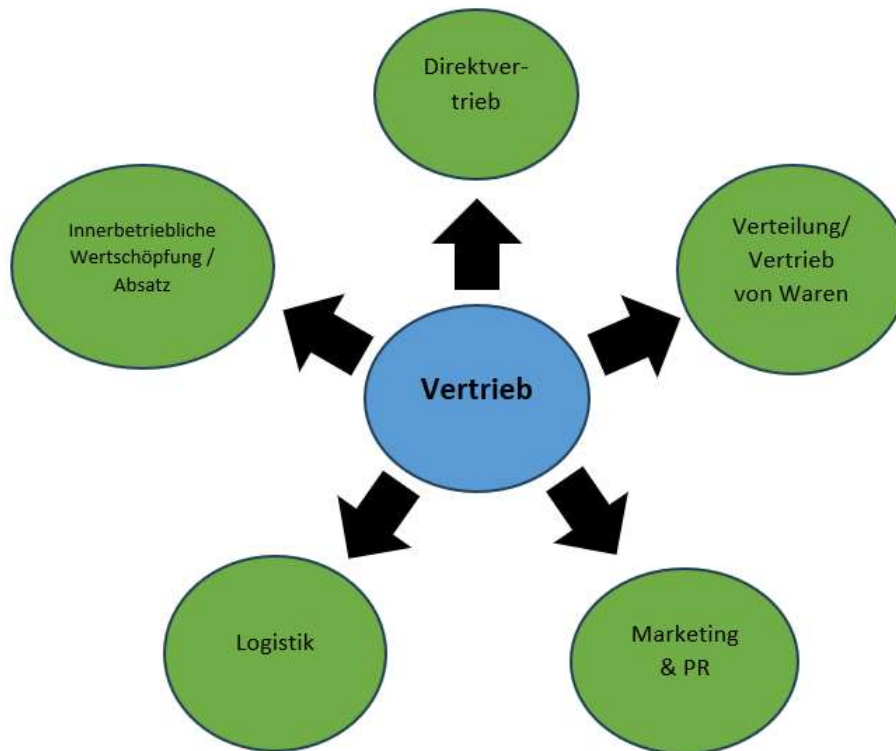 Direktver-
trieb
Innerbetriebliche
Wertschöpfung /
Absatz
Verteilung/
Vertrieb
von Waren
Vertrieb
Logistik
Marketing
& PR